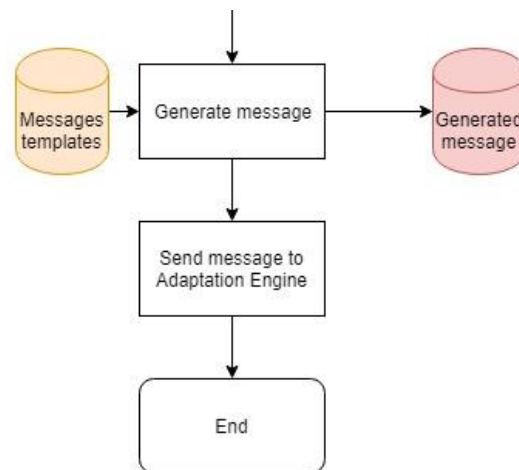 Messages
templates
Generate message
Generated
message
Send message to
Adaptation Engine
End